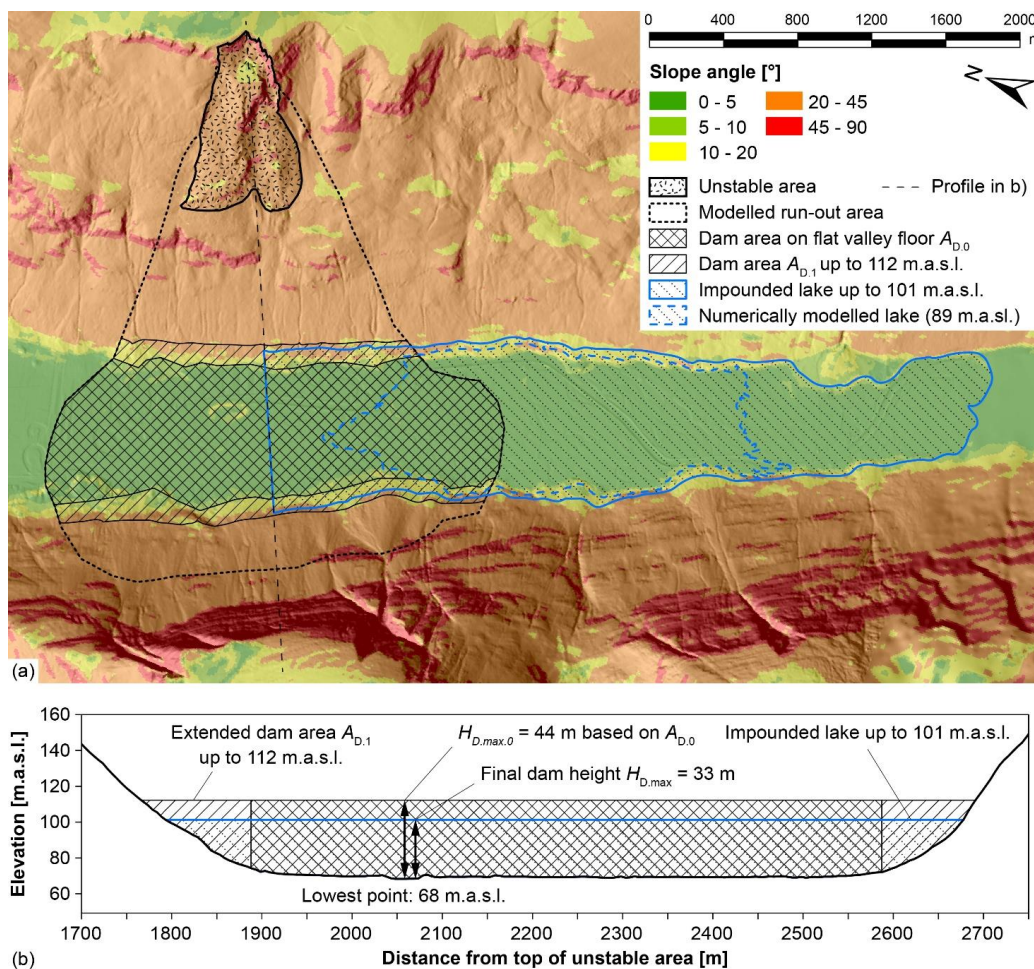 0 400 800 1200 1600 2000
m
N
Slope angle [°]
0 - 5 20 - 45
5 - 10 45 - 90
10 - 20
Unstable area Profile in b)
Modelled run-out area
Dam area on flat valley floor A_D.0
Dam area A_D.1 up to 112 m.a.s.l.
Impounded lake up to 101 m.a.s.l.
Numerically modelled lake (89 m.a.sl.)
(a)
160
140
120
100
80
60
Elevation [m.a.s.l.]
Extended dam area A_D.1
up to 112 m.a.s.l.
H_D.max.0 = 44 m based on A_D.0
Final dam height H_D.max = 33 m
Impounded lake up to 101 m.a.s.l.
Lowest point: 68 m.a.s.l.
1700 1800 1900 2000 2100 2200 2300 2400 2500 2600 2700
(b)
Distance from top of unstable area [m]